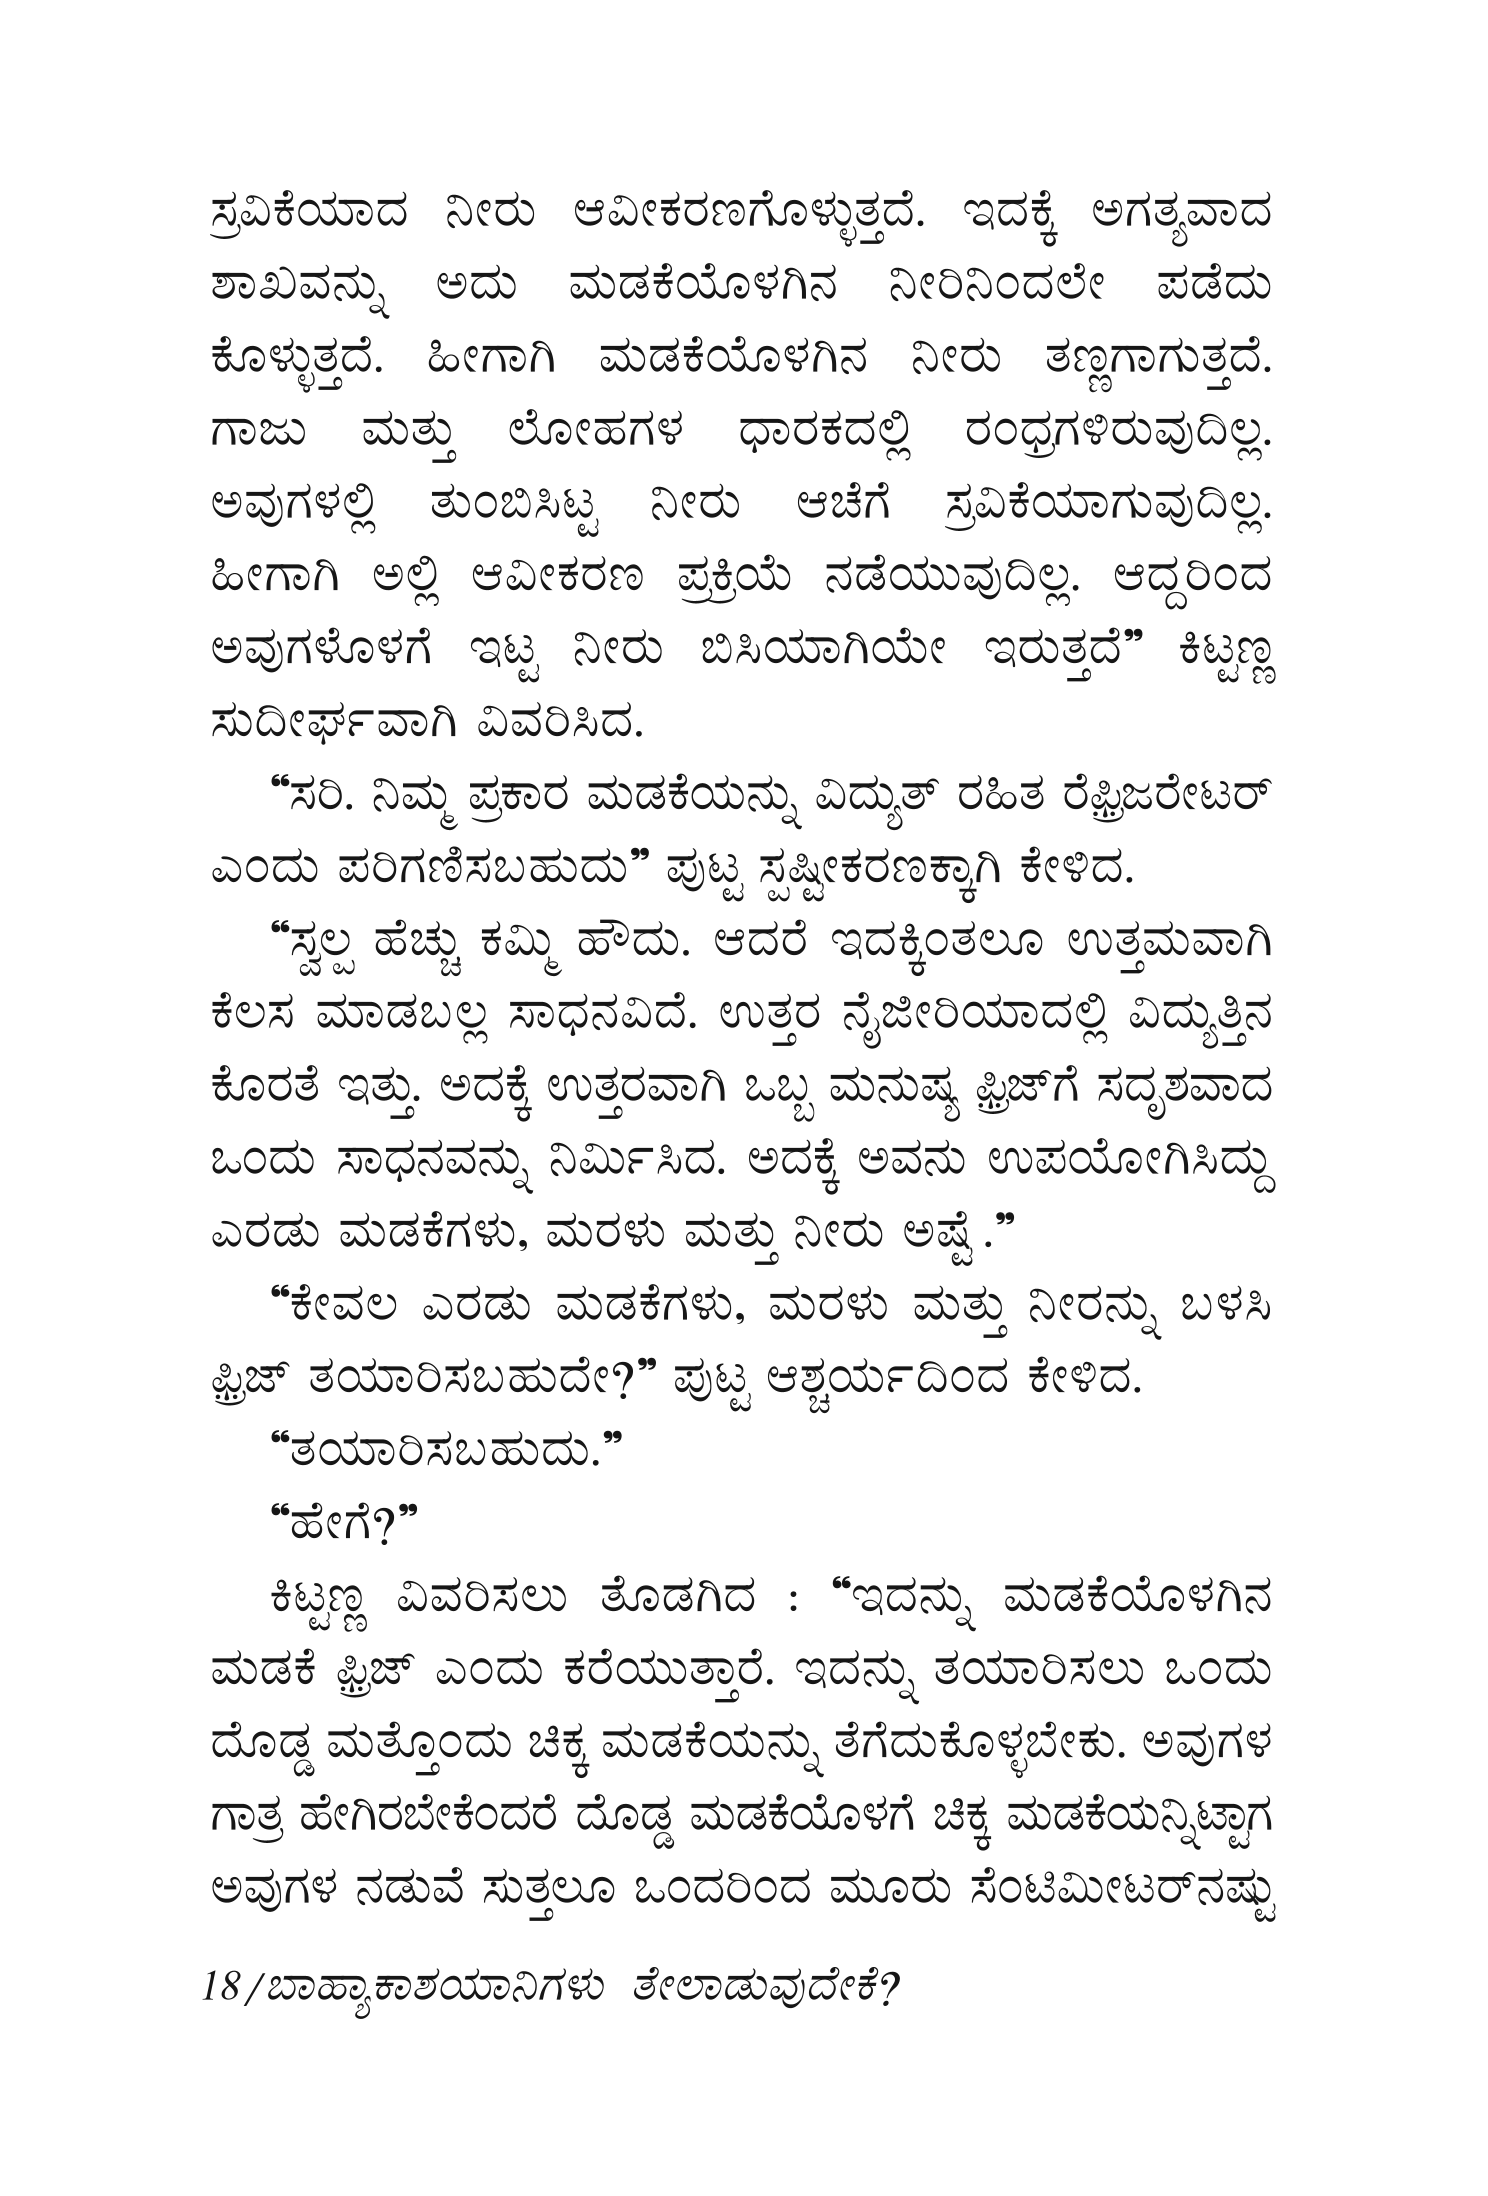 ಸ್ರವಿಕೆಯಾದ ನೀರು ಆವೀಕರಣಗೊಳ್ಳುತ್ತದೆ. ಇದಕ್ಕೆ ಅಗತ್ಯವಾದ
ಶಾಖವನ್ನು ಅದು ಮಡಕೆಯೊಳಗಿನ ನೀರಿನಿಂದಲೇ ಪಡೆದು
ಕೊಳ್ಳುತ್ತದೆ. ಹೀಗಾಗಿ ಮಡಕೆಯೊಳಗಿನ ನೀರು ತಣ್ಣಗಾಗುತ್ತದೆ.
ಗಾಜು ಮತ್ತು ಲೋಹಗಳ ಧಾರಕದಲ್ಲಿ ರಂಧ್ರಗಳಿರುವುದಿಲ್ಲ.
ಅವುಗಳಲ್ಲಿ ತುಂಬಿಸಿಟ್ಟ ನೀರು ಆಚೆಗೆ ಸ್ರವಿಕೆಯಾಗುವುದಿಲ್ಲ.
ಹೀಗಾಗಿ ಅಲ್ಲಿ ಆವೀಕರಣ ಪ್ರಕ್ರಿಯೆ ನಡೆಯುವುದಿಲ್ಲ. ಆದ್ದರಿಂದ
ಅವುಗಳೊಳಗೆ ಇಟ್ಟ ನೀರು ಬಿಸಿಯಾಗಿಯೇ ಇರುತ್ತದೆ” ಕಿಟ್ಟಣ್ಣ
ಸುದೀರ್ಘವಾಗಿ ವಿವರಿಸಿದ.
“ಸರಿ. ನಿಮ್ಮ ಪ್ರಕಾರ ಮಡಕೆಯನ್ನು ವಿದ್ಯುತ್ ರಹಿತ ರೆಫ್ರಿಜರೇಟರ್
ಎಂದು ಪರಿಗಣಿಸಬಹುದು” ಪುಟ್ಟ ಸ್ಪಷ್ಟೀಕರಣಕ್ಕಾಗಿ ಕೇಳಿದ.
“ಸ್ವಲ್ಪ ಹೆಚ್ಚು ಕಮ್ಮಿ ಹೌದು. ಆದರೆ ಇದಕ್ಕಿಂತಲೂ ಉತ್ತಮವಾಗಿ
ಕೆಲಸ ಮಾಡಬಲ್ಲ ಸಾಧನವಿದೆ. ಉತ್ತರ ನೈಜೀರಿಯಾದಲ್ಲಿ ವಿದ್ಯುತ್ತಿನ
ಕೊರತೆ ಇತ್ತು. ಅದಕ್ಕೆ ಉತ್ತರವಾಗಿ ಒಬ್ಬ ಮನುಷ್ಯ ಫ್ರಿಜ್‌ಗೆ ಸದೃಶವಾದ
ಒಂದು ಸಾಧನವನ್ನು ನಿರ್ಮಿಸಿದ. ಅದಕ್ಕೆ ಅವನು ಉಪಯೋಗಿಸಿದ್ದು
ಎರಡು ಮಡಕೆಗಳು, ಮರಳು ಮತ್ತು ನೀರು ಅಷ್ಟೆ.”
“ಕೇವಲ ಎರಡು ಮಡಕೆಗಳು, ಮರಳು ಮತ್ತು ನೀರನ್ನು ಬಳಸಿ
ಫ್ರಿಜ್ ತಯಾರಿಸಬಹುದೇ?” ಪುಟ್ಟ ಆಶ್ಚರ್ಯದಿಂದ ಕೇಳಿದ.
“ತಯಾರಿಸಬಹುದು.”
“ಹೇಗೆ?”
ಕಿಟ್ಟಣ್ಣ ವಿವರಿಸಲು ತೊಡಗಿದ : “ಇದನ್ನು ಮಡಕೆಯೊಳಗಿನ
ಮಡಕೆ ಫ್ರಿಜ್ ಎಂದು ಕರೆಯುತ್ತಾರೆ. ಇದನ್ನು ತಯಾರಿಸಲು ಒಂದು
ದೊಡ್ಡ ಮತ್ತೊಂದು ಚಿಕ್ಕ ಮಡಕೆಯನ್ನು ತೆಗೆದುಕೊಳ್ಳಬೇಕು. ಅವುಗಳ
ಗಾತ್ರ ಹೇಗಿರಬೇಕೆಂದರೆ ದೊಡ್ಡ ಮಡಕೆಯೊಳಗೆ ಚಿಕ್ಕ ಮಡಕೆಯನ್ನಿಟ್ಟಾಗ
ಅವುಗಳ ನಡುವೆ ಸುತ್ತಲೂ ಒಂದರಿಂದ ಮೂರು ಸೆಂಟಿಮೀಟರ್‌ನಷ್ಟು
18/ಬಾಹ್ಯಾಕಾಶಯಾನಿಗಳು ತೇಲಾಡುವುದೇಕೆ?